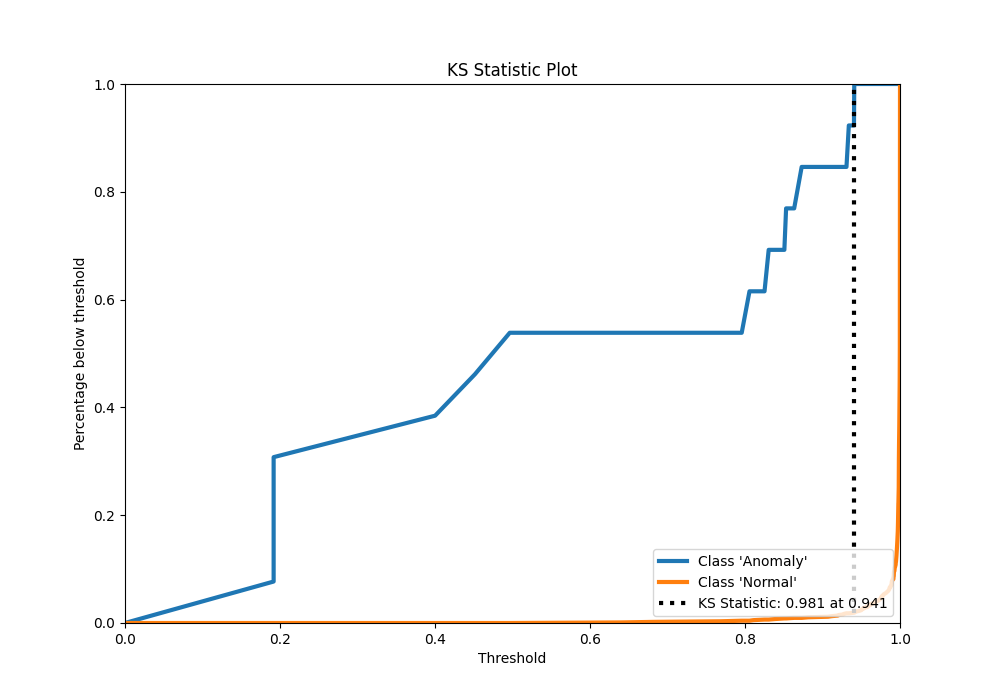 KS Statistic Plot
1.0
0.8
0.6
0.4
0.2
0.0
Percentage below threshold
0.0 0.2 0.4 0.6 0.8 1.0
Threshold
Class 'Anomaly'
Class 'Normal'
KS Statistic: 0.981 at 0.941